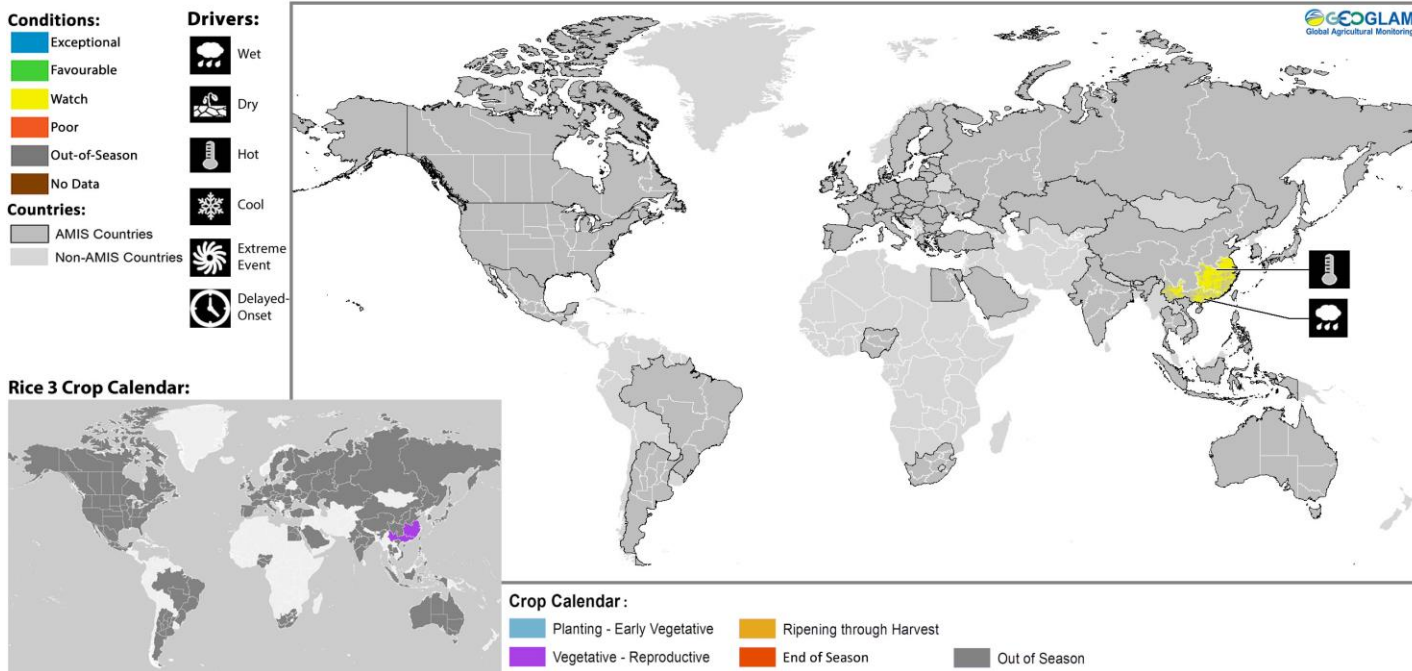 Conditions:
Exceptional
Favourable
Watch
Poor
Out-of-Season
No Data
Countries:
AMIS Countries
Non-AMIS Countries
Drivers:
Wet
Dry
Hot
Cool
Extreme
Event
Delayed-
Onset
GEOGLAM
Global Agricultural Monitoring
Rice 3 Crop Calendar:
Crop Calendar :
Planting - Early Vegetative
Vegetative - Reproductive
Ripening through Harvest
End of Season
Out of Season